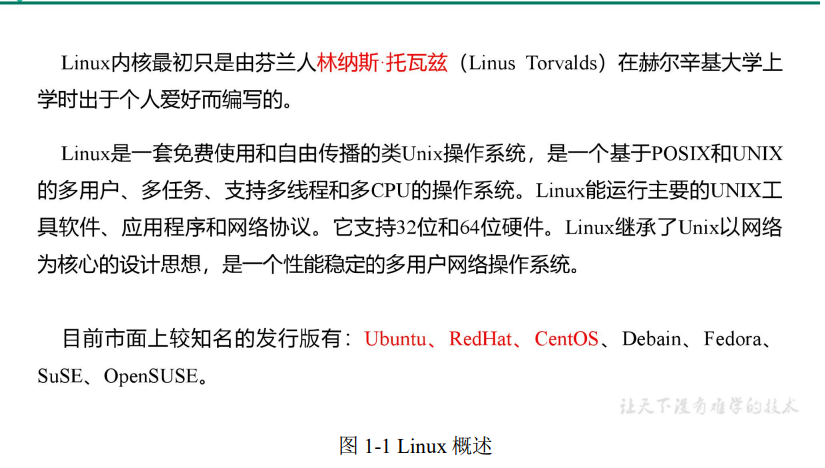 Linux内核最初只是由芬兰人林纳斯·托瓦兹（Linus Torvalds）在赫尔辛基大学上
学时出于个人爱好而编写的。
Linux是一套免费使用和自由传播的类Unix操作系统，是一个基于POSIX和UNIX
的多用户、多任务、支持多线程和多CPU的操作系统。Linux能运行主要的UNIX工
具软件、应用程序和网络协议。它支持32位和64位硬件。Linux继承了Unix以网络
为核心的设计思想，是一个性能稳定的多用户网络操作系统。
目前市面上较知名的发行版有：Ubuntu、RedHat、CentOS、Debain、Fedora、
SuSE、OpenSUSE。
让天下没有难学的技术
图 1-1 Linux 概述